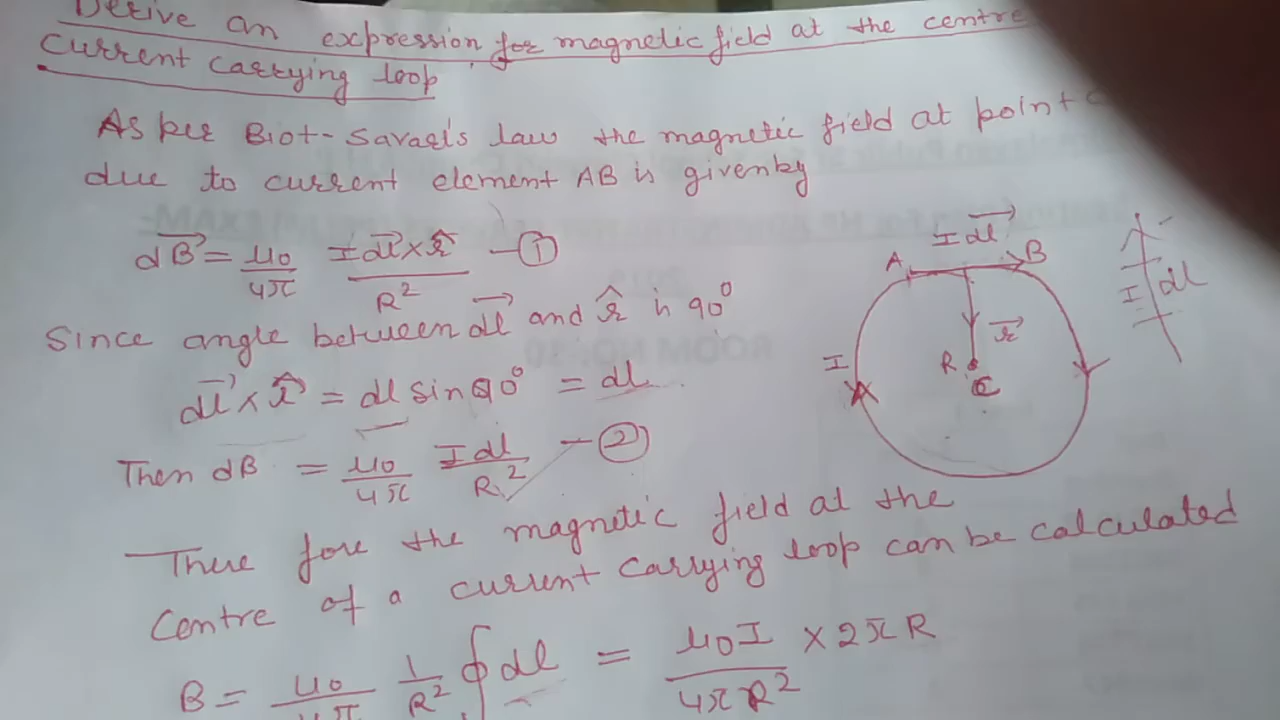 Derive an expression for magnetic field at the centre
current carrying loop.
As per Biot-Savart's law the magnetic field at point
due to current element AB is given by
dB⃗ = μ0/4π I dl⃗ × r̂ / R² — ①
Since angle between dl⃗ and r̂ is 90°
dl⃗ × r̂ = dl sin 90° = dl
Then dB = μ0/4π I dl/R² — ②
There fore the magnetic field at the
Centre of a current carrying loop can be calculated
B = μ0/4π 1/R² ∮ dl = μ0 I/4π R² × 2πR
I dl⃗
A B
I dl
r⃗
I R
C